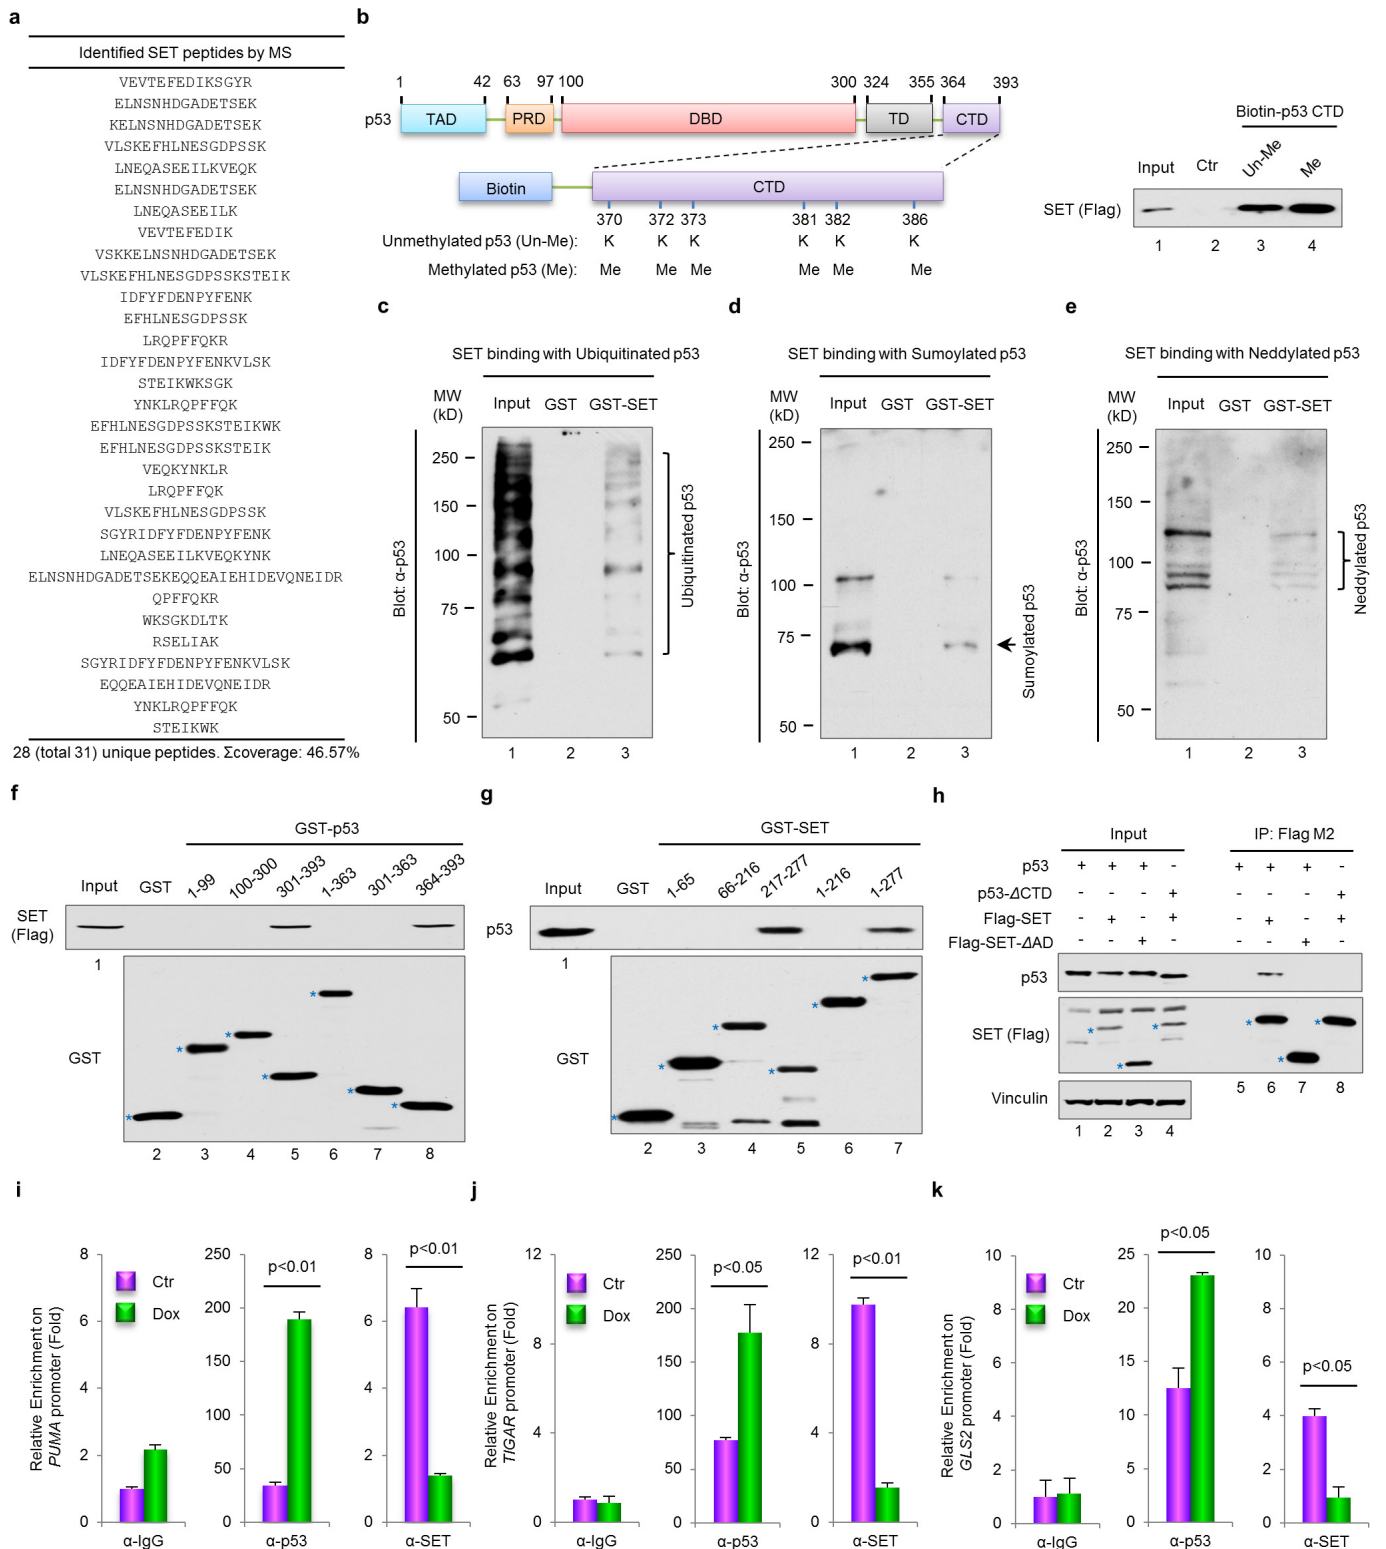 a
Identified SET peptides by MS
VEVTEFEDIKSGYR
ELNSNHDGADETSEK
KELNSNHDGADETSEK
VLSKEFHLNESGDPSSK
LNEQASEEILKVEQK
ELNSNHDGADETSEK
LNEQASEEILK
VEVTEFEDIK
VSKKELNSNHDGADETSEK
VLSKEFHLNESGDPSSKSTEIK
IDFYFDENPYFENK
EFHLNESGDPSSK
LRQPFFQKR
IDFYFDENPYFENKVLSK
STEIKWKSGK
YNKLRQPFFQK
EFHLNESGDPSSKSTEIKWK
EFHLNESGDPSSKSTEIK
VEQKYNKLR
LRQPFFQK
VLSKEFHLNESGDPSSK
SGYRIDFYFDENPYFENK
LNEQASEEILKVEQKYNK
ELNSNHDGADETSEKEQQEAIEHIDEVQNEIDR
QPFFQKR
WKSGKDLTK
RSELIAK
SGYRIDFYFDENPYFENKVLSK
EQQEAIEHIDEVQNEIDR
YNKLRQPFFQK
STEIKWK
28 (total 31) unique peptides. Σcoverage: 46.57%
b
1 42 63 97 100 300 324 355 364 393
p53 TAD PRD DBD TD CTD
Biotin CTD
370 372 373 381 382 386
Unmethylated p53 (Un-Me): K K K K K K
Methylated p53 (Me): Me Me Me Me Me Me
Biotin-p53 CTD
Input Ctr Un-Me Me
SET (Flag)
1 2 3 4
c
SET binding with Ubiquitinated p53
MW (kD)
Input GST GST-SET
250
150
100
75
50
Blot: α-p53
Ubiquitinated p53
1 2 3
d
SET binding with Sumoylated p53
MW (kD)
Input GST GST-SET
250
150
100
75
50
Blot: α-p53
Sumoylated p53
1 2 3
e
SET binding with Neddylated p53
MW (kD)
Input GST GST-SET
250
150
100
75
50
Blot: α-p53
Neddylated p53
1 2 3
f
GST-p53
Input GST 1-99 100-300 301-393 1-363 301-363 364-393
SET (Flag)
1
GST
* * * * * * *
2 3 4 5 6 7 8
g
GST-SET
Input GST 1-65 66-216 217-277 1-216 1-277
p53
1
GST
* * * * * *
2 3 4 5 6 7
h
Input IP: Flag M2
p53 + + + - + + + -
p53-ΔCTD - - - + - - - +
Flag-SET - + - + - + - +
Flag-SET-ΔAD - - + - - - + -
p53
SET (Flag)
* * * * * *
5 6 7 8
Vinculin
1 2 3 4
i
Relative Enrichment on
PUMA promoter (Fold)
8
6
4
2
0
Ctr
Dox
α-IgG
250
200
150
100
50
0
p<0.01
α-p53
8
6
4
2
0
p<0.01
α-SET
j
Relative Enrichment on
TIGAR promoter (Fold)
12
8
4
0
Ctr
Dox
α-IgG
250
200
150
100
50
0
p<0.05
α-p53
12
8
4
0
p<0.01
α-SET
k
Relative Enrichment on
GLS2 promoter (Fold)
10
8
6
4
2
0
Ctr
Dox
α-IgG
25
20
15
10
5
0
p<0.05
α-p53
10
8
6
4
2
0
p<0.05
α-SET